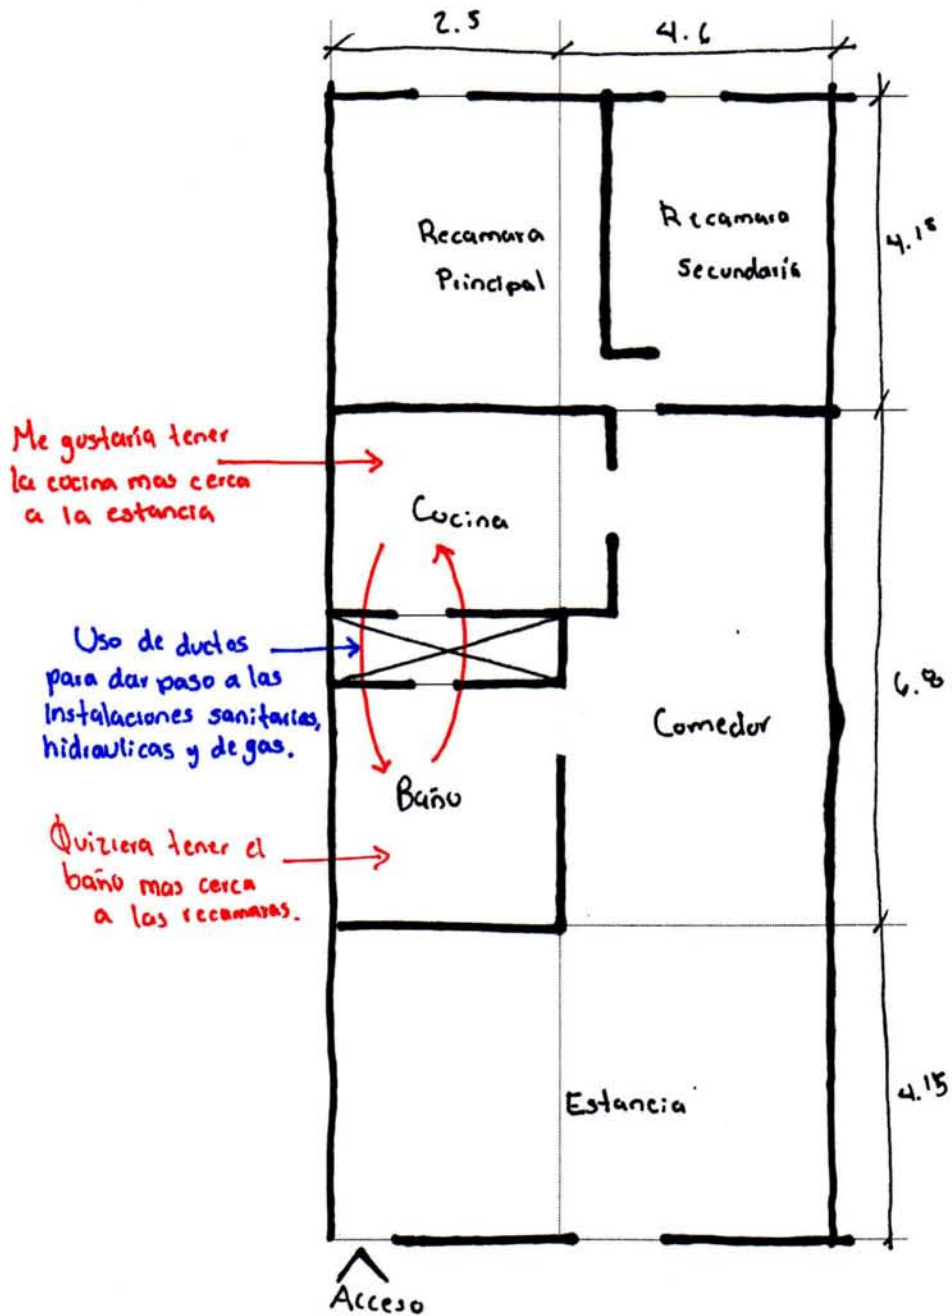 2.5
4.6
Recamara
Principal
Recamara
Secundaria
4.15
Me gustaría tener
la cocina mas cerca
a la estancia
Cocina
Uso de ductos
para dar paso a las
Instalaciones sanitarias,
hidraulicas y de gas.
Comedor
6.8
Baño
Quiziera tener el
baño mas cerca
a las recamaras.
Estancia
4.15
Acceso